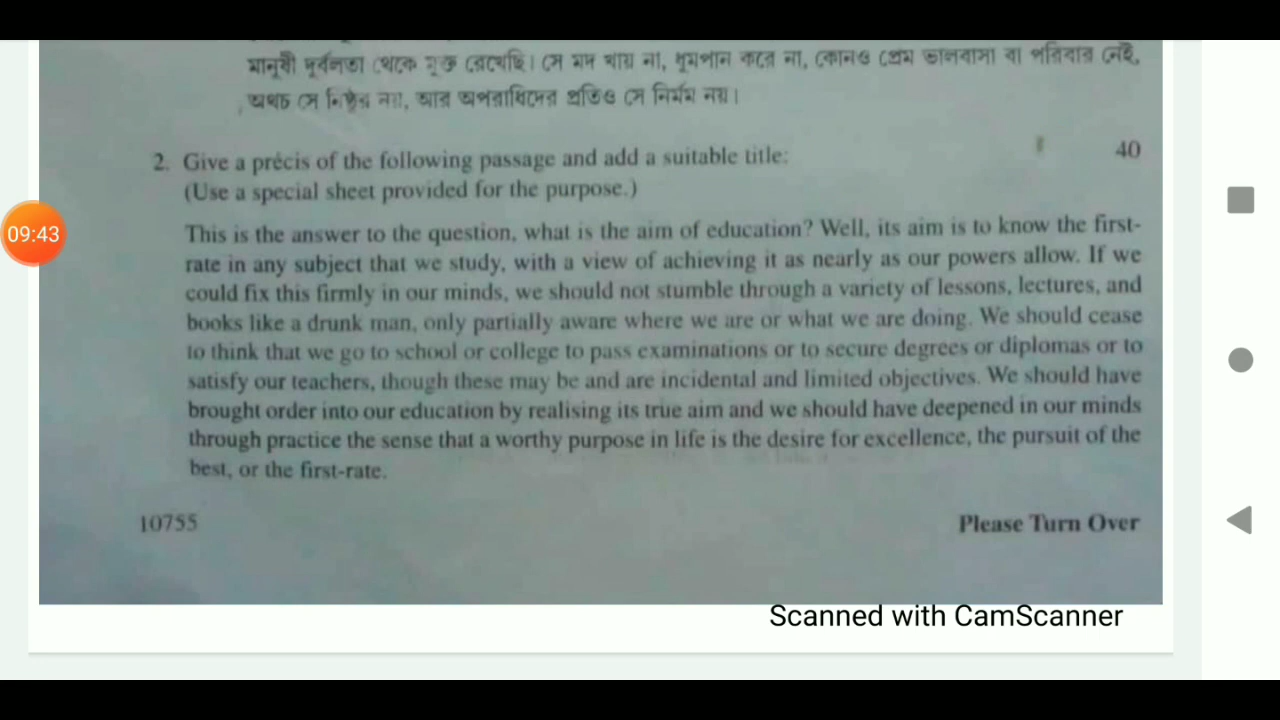 মানুষী দুর্বলতা থেকে মুক্ত রেখেছি। সে মদ খায় না, ধূমপান করে না, কোনও প্রেম ভালবাসা বা পরিবার নেই,
অথচ সে নিষ্ঠুর নয়, আর অপরাধিদের প্রতিও সে নির্মম নয়।
2. Give a précis of the following passage and add a suitable title: 40
(Use a special sheet provided for the purpose.)
This is the answer to the question, what is the aim of education? Well, its aim is to know the first-
09:43
rate in any subject that we study, with a view of achieving it as nearly as our powers allow. If we
could fix this firmly in our minds, we should not stumble through a variety of lessons, lectures, and
books like a drunk man, only partially aware where we are or what we are doing. We should cease
to think that we go to school or college to pass examinations or to secure degrees or diplomas or to
satisfy our teachers, though these may be and are incidental and limited objectives. We should have
brought order into our education by realising its true aim and we should have deepened in our minds
through practice the sense that a worthy purpose in life is the desire for excellence, the pursuit of the
best, or the first-rate.
10755
Please Turn Over
Scanned with CamScanner